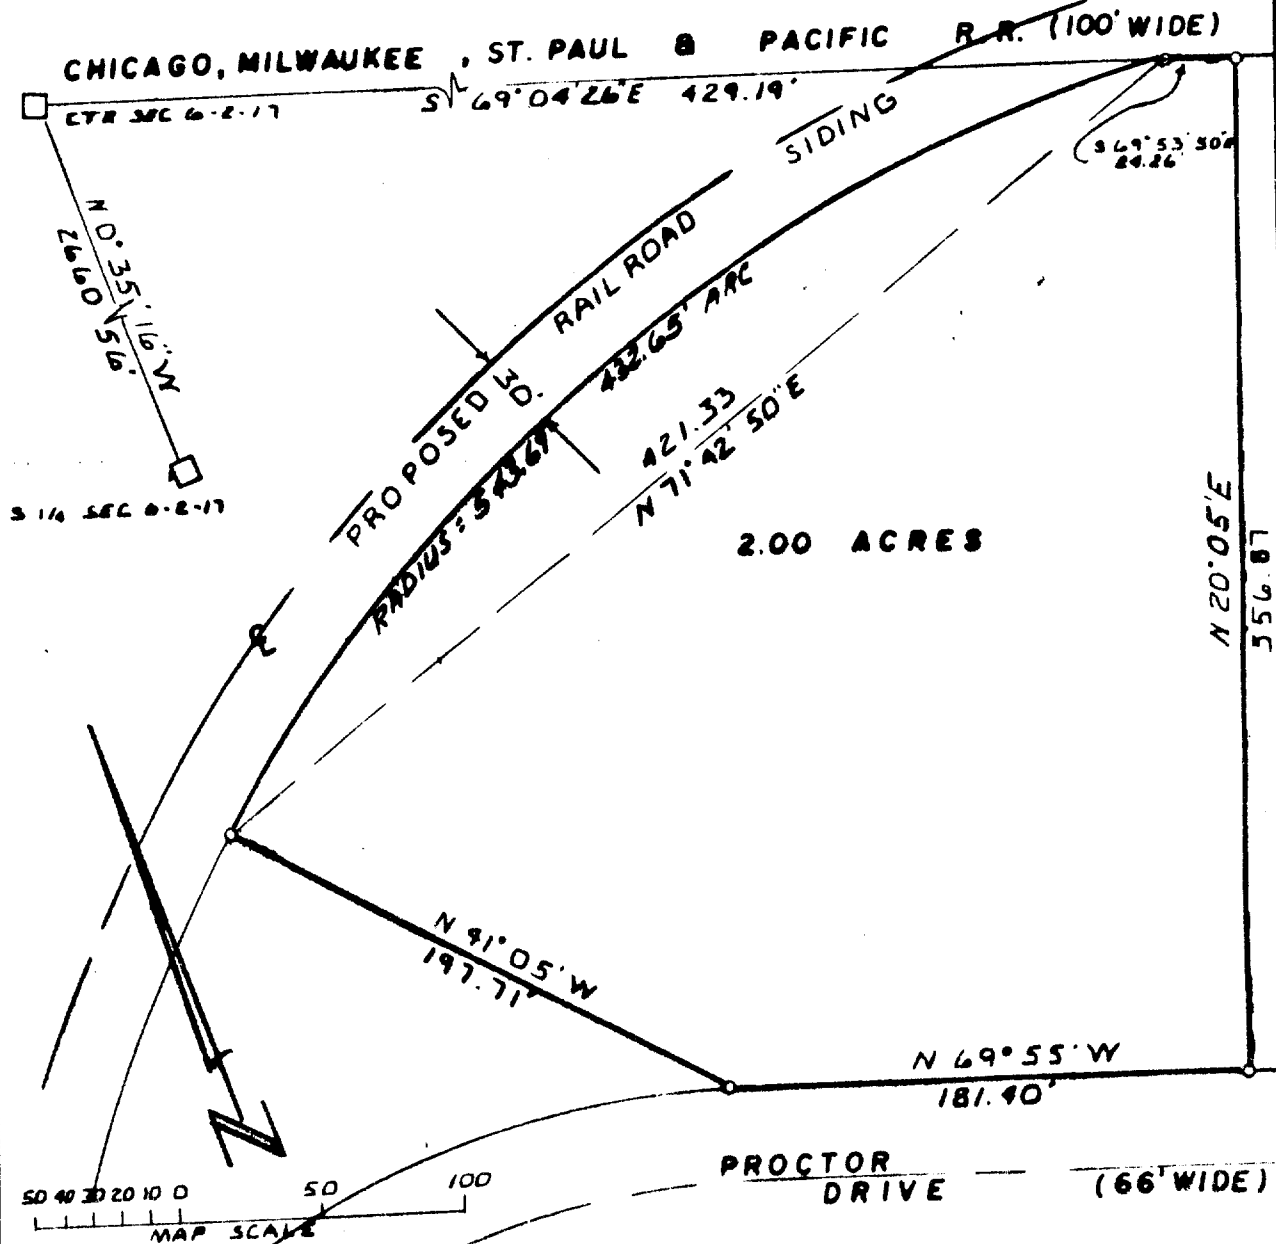 CHICAGO, MILWAUKEE, ST. PAUL & PACIFIC R.R. (100' WIDE)
S 69° 04' 26" E 429.19'
CTR SEC 6-2-17
SIDING
S 69° 53' 50" E
24.26'
N 0° 35' 16" W
2660.56'
S 1/4 SEC 6-2-17
PROPOSED RAIL ROAD
30.
432.65' ARC
RADIUS = 543.69'
421.33
N 71° 42' 50" E
2.00 ACRES
N 20° 05' E
356.87
N 41° 05' W
197.71'
N 69° 55' W
181.40'
PROCTOR
DRIVE (66' WIDE)
50 40 30 20 10 0 50 100
MAP SCALE
N